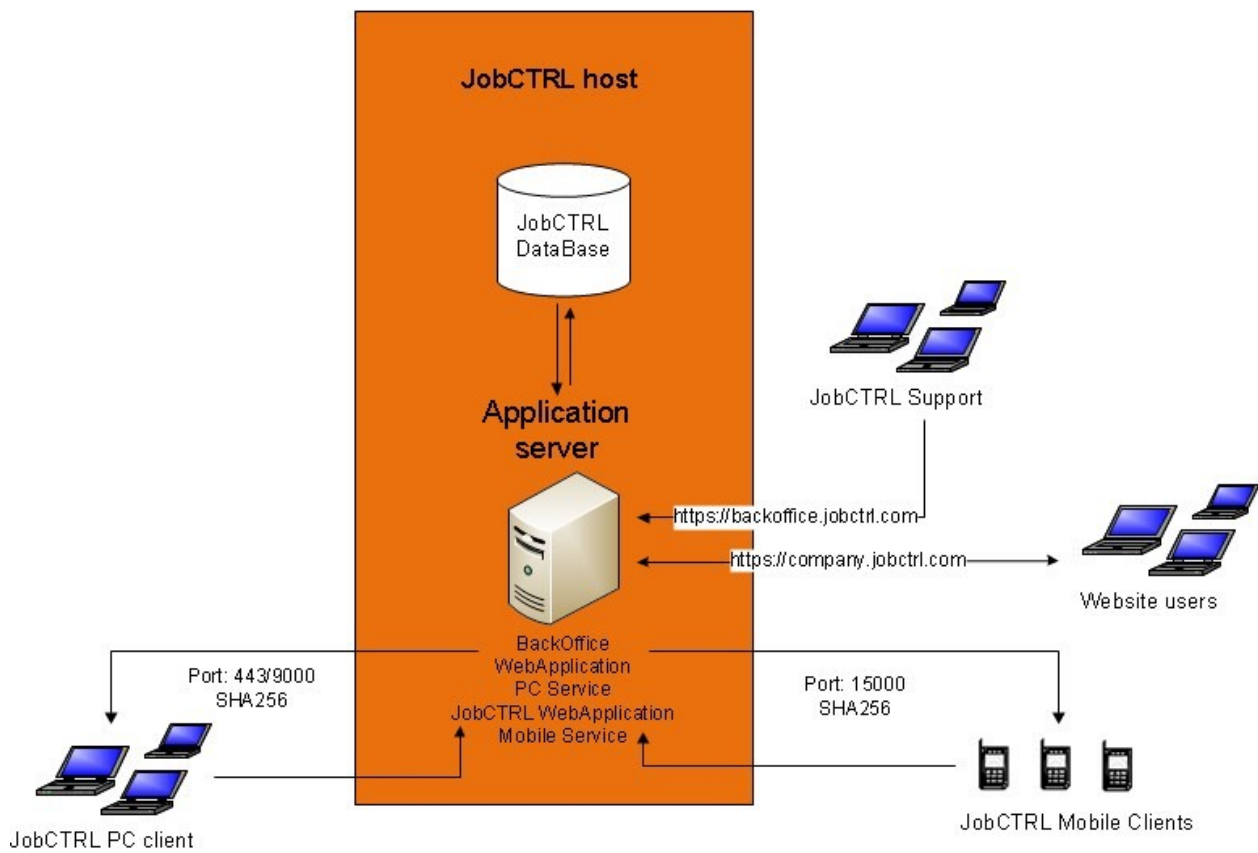 JobCTRL host
JobCTRL
DataBase
Application
server
JobCTRL Support
https://backoffice.jobctrl.com
https://company.jobctrl.com
Website users
BackOffice
WebApplication
PC Service
JobCTRL WebApplication
Mobile Service
Port: 443/9000
SHA256
Port: 15000
SHA256
JobCTRL PC client
JobCTRL Mobile Clients